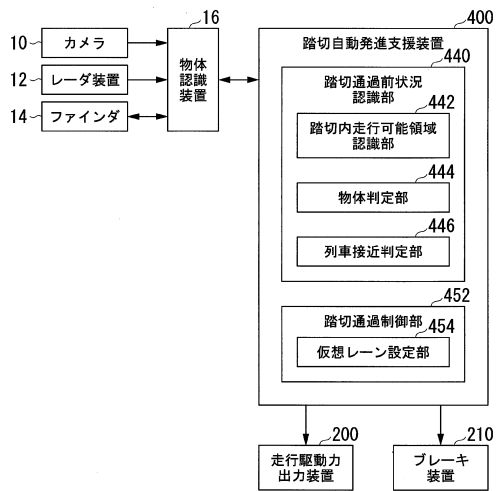 10
カメラ
12
レーダ装置
14
ファインダ
16
物体
認識
装置
400
踏切自動発進支援装置
440
踏切通過前状況
認識部
442
踏切内走行可能領域
認識部
444
物体判定部
446
列車接近判定部
452
踏切通過制御部
454
仮想レーン設定部
200
走行駆動力
出力装置
210
ブレーキ
装置